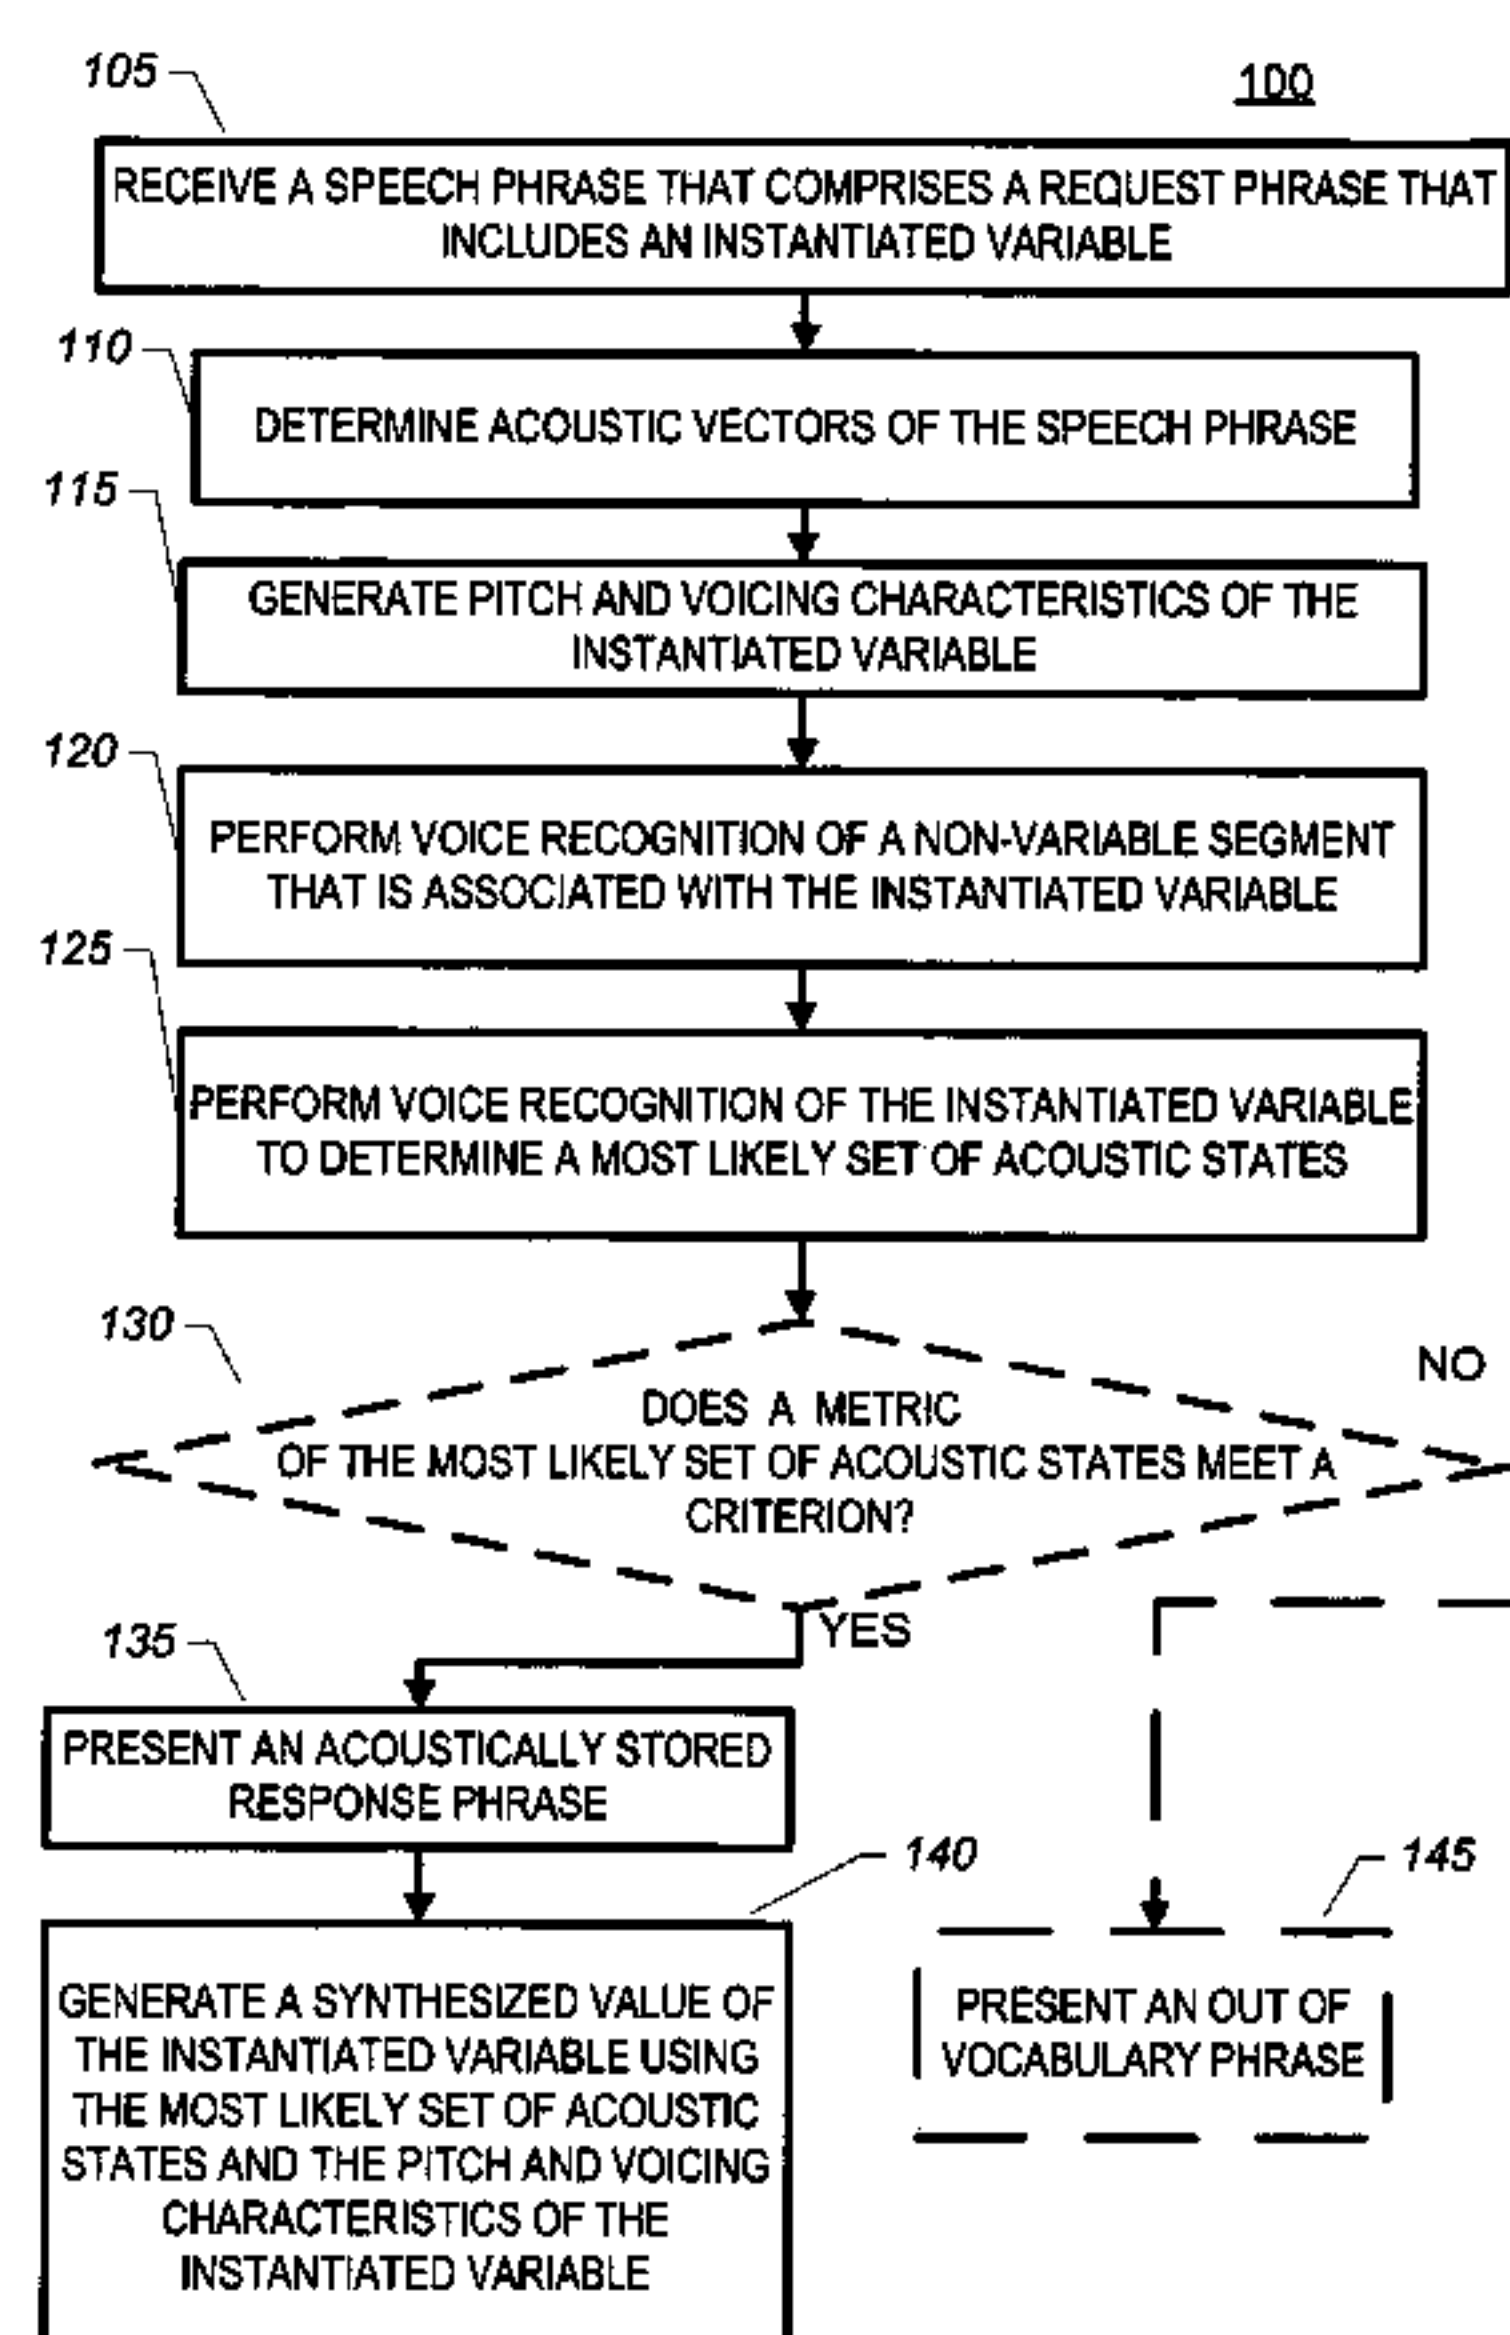 105
100
RECEIVE A SPEECH PHRASE THAT COMPRISES A REQUEST PHRASE THAT
INCLUDES AN INSTANTIATED VARIABLE
110
DETERMINE ACOUSTIC VECTORS OF THE SPEECH PHRASE
115
GENERATE PITCH AND VOICING CHARACTERISTICS OF THE
INSTANTIATED VARIABLE
120
PERFORM VOICE RECOGNITION OF A NON-VARIABLE SEGMENT
THAT IS ASSOCIATED WITH THE INSTANTIATED VARIABLE
125
PERFORM VOICE RECOGNITION OF THE INSTANTIATED VARIABLE
TO DETERMINE A MOST LIKELY SET OF ACOUSTIC STATES
130
NO
DOES A METRIC
OF THE MOST LIKELY SET OF ACOUSTIC STATES MEET A
CRITERION?
YES
135
PRESENT AN ACOUSTICALLY STORED
RESPONSE PHRASE
140
145
GENERATE A SYNTHESIZED VALUE OF
THE INSTANTIATED VARIABLE USING
THE MOST LIKELY SET OF ACOUSTIC
STATES AND THE PITCH AND VOICING
CHARACTERISTICS OF THE
INSTANTIATED VARIABLE
PRESENT AN OUT OF
VOCABULARY PHRASE